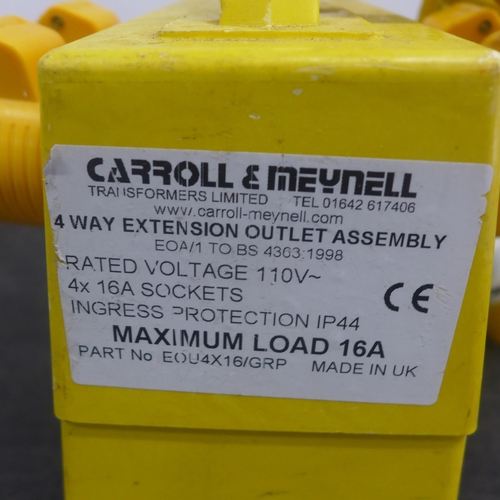 CARROLL & MEYNELL
TRANSFORMERS LIMITED TEL 01642 617406
www.carroll-meynell.com
4 WAY EXTENSION OUTLET ASSEMBLY
EOA/1 TO BS 4363:1998
RATED VOLTAGE 110V~
4x 16A SOCKETS
INGRESS PROTECTION IP44
CE
MAXIMUM LOAD 16A
PART No EOU4X16/GRP MADE IN UK